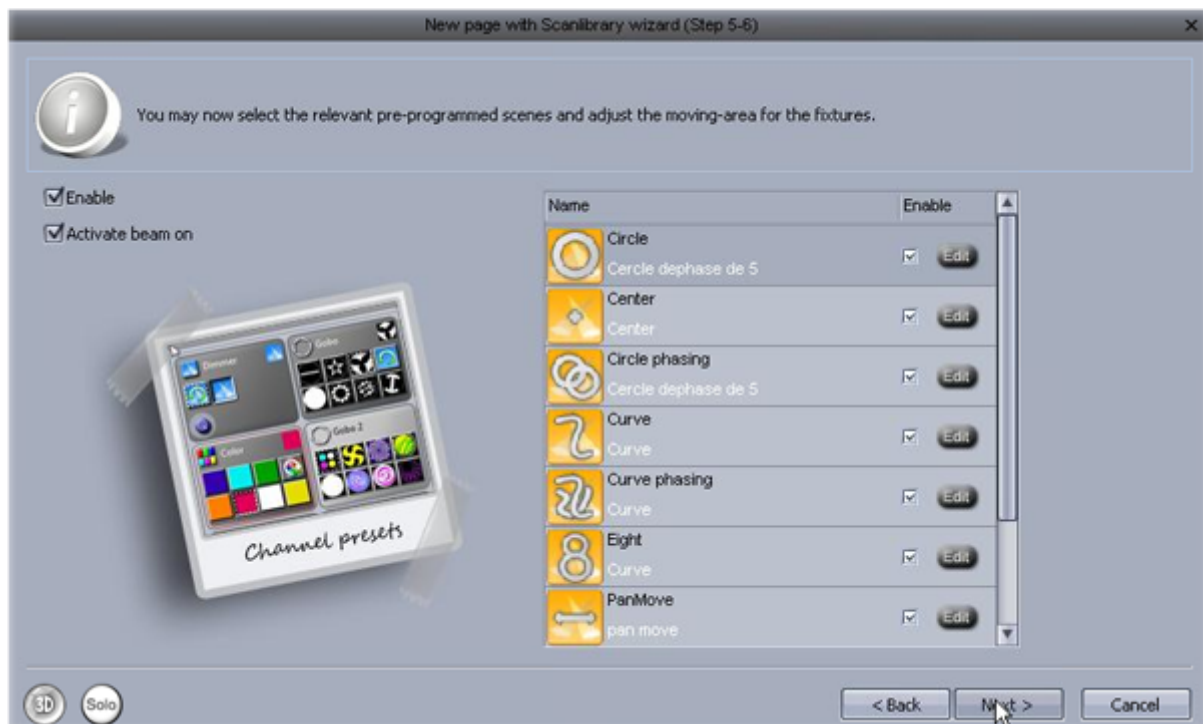 New page with Scanlibrary wizard (Step 5-6)
You may now select the relevant pre-programmed scenes and adjust the moving-area for the fixtures.
Enable
Activate beam on
Dimmer
Gobo
Color
Gobo 2
Channel presets
Name Enable
Circle
Cercle dephase de 5
Edit
Center
Center
Edit
Circle phasing
Cercle dephase de 5
Edit
Curve
Curve
Edit
Curve phasing
Curve
Edit
Eight
Curve
Edit
PanMove
pan move
Edit
3D
Solo
< Back
Next >
Cancel